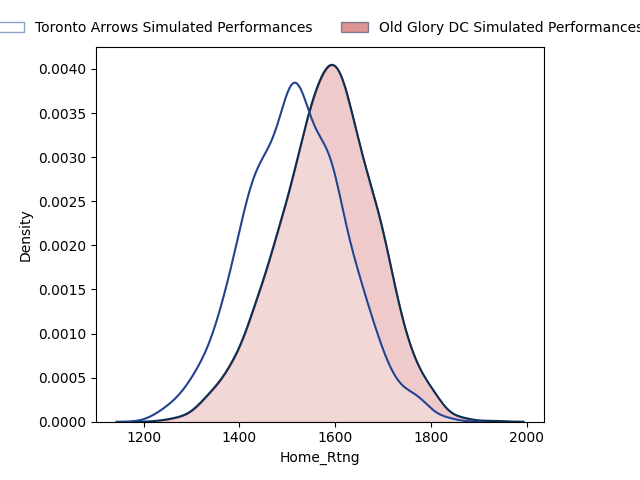 Toronto Arrows Simulated Performances
Old Glory DC Simulated Performances
0.0040
0.0035
0.0030
0.0025
0.0020
0.0015
0.0010
0.0005
0.0000
Density
1200 1400 1600 1800 2000
Home_Rtng